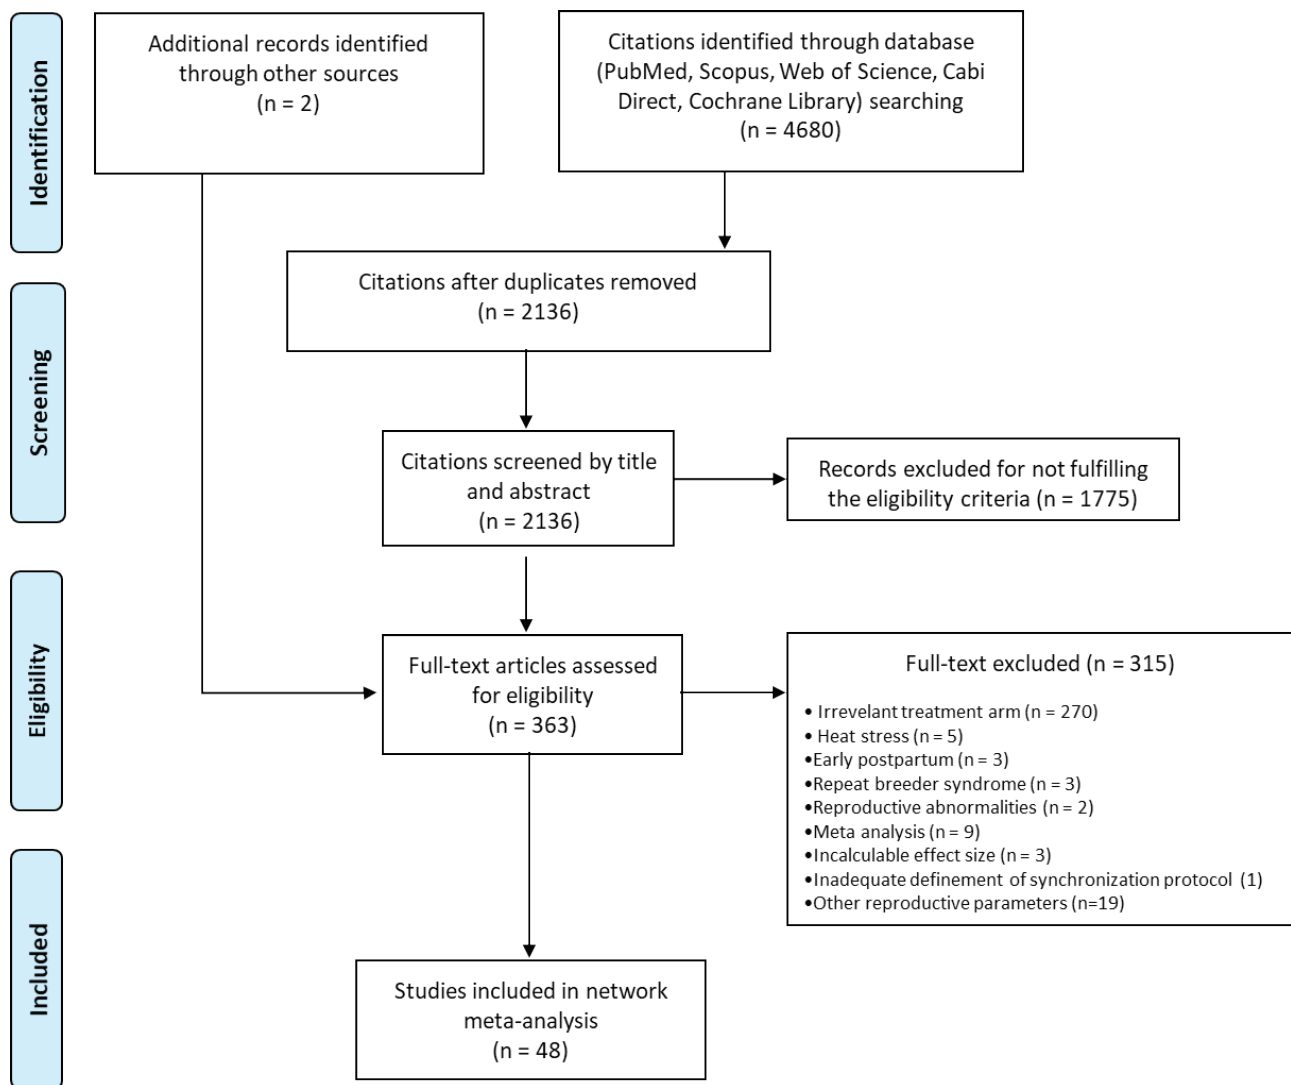 Identification
Additional records identified
through other sources
(n = 2)
Citations identified through database
(PubMed, Scopus, Web of Science, Cabi
Direct, Cochrane Library) searching
(n = 4680)
Screening
Citations after duplicates removed
(n = 2136)
Citations screened by title
and abstract
(n = 2136)
Records excluded for not fulfilling
the eligibility criteria (n = 1775)
Eligibility
Full-text articles assessed
for eligibility
(n = 363)
Full-text excluded (n = 315)
• Irrevelant treatment arm (n = 270)
• Heat stress (n = 5)
•Early postpartum (n = 3)
•Repeat breeder syndrome (n = 3)
•Reproductive abnormalities (n = 2)
•Meta analysis (n = 9)
•Incalculable effect size (n = 3)
•Inadequate definement of synchronization protocol (1)
•Other reproductive parameters (n=19)
Included
Studies included in network
meta-analysis
(n = 48)